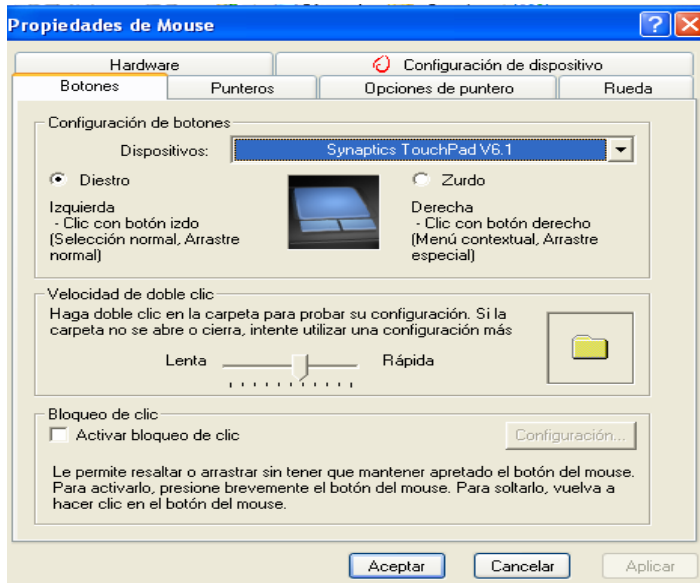 Propiedades de Mouse
Hardware
Configuración de dispositivo
Botones
Punteros
Opciones de puntero
Rueda
Configuración de botones
Dispositivos:
Synaptics TouchPad V6.1
Diestro
Zurdo
Izquierda
- Clic con botón izdo
(Selección normal, Arrastre
normal)
Derecha
- Clic con botón derecho
(Menú contextual, Arrastre
especial)
Velocidad de doble clic
Haga doble clic en la carpeta para probar su configuración. Si la
carpeta no se abre o cierra, intente utilizar una configuración más
Lenta
Rápida
Bloqueo de clic
Activar bloqueo de clic
Configuración...
Le permite resaltar o arrastrar sin tener que mantener apretado el botón del mouse.
Para activarlo, presione brevemente el botón del mouse. Para soltarlo, vuelva a
hacer clic en el botón del mouse.
Aceptar
Cancelar
Aplicar